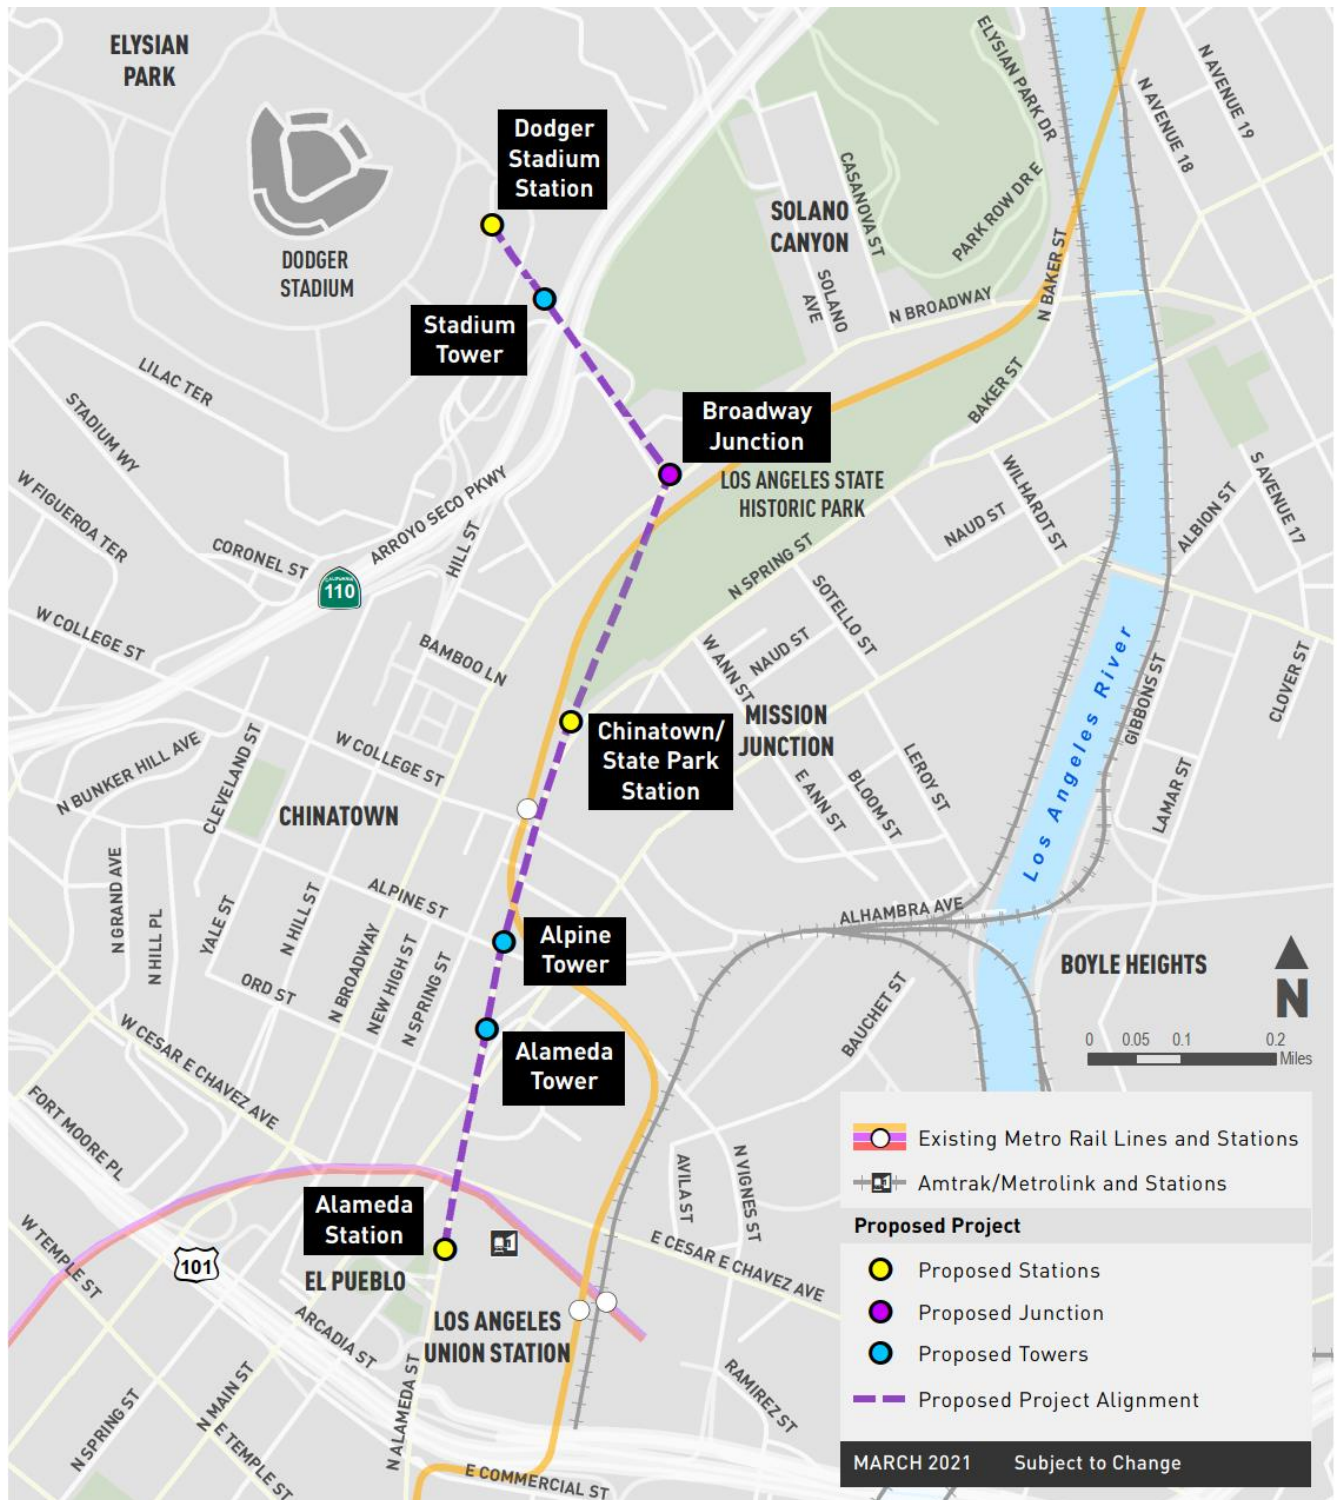 ELYSIAN
PARK
Dodger
Stadium
Station
DODGER
STADIUM
Stadium
Tower
SOLANO
CANYON
ELYSIAN PARK DR
N AVENUE 19
N AVENUE 18
CASANOVA ST
PARK ROW DR E
SOLANO
AVE
N BROADWAY
N BAKER ST
BAKER ST
LILAC TER
STADIUM WY
W FIGUEROA TER
CORONEL ST
ARROYO SECO PKWY
HILL ST
CALIFORNIA
110
Broadway
Junction
LOS ANGELES STATE
HISTORIC PARK
WILHARDT ST
NAUD ST
ALBION ST
S AVENUE 17
N SPRING ST
SOTELLO ST
NAUD ST
W ANN ST
W COLLEGE ST
BAMBOO LN
Chinatown/
State Park
Station
MISSION
JUNCTION
Los Angeles River
GIBBONS ST
CLOVER ST
LAMAR ST
LEROY ST
BLOOM ST
E ANN ST
N BUNKER HILL AVE
CLEVELAND ST
W COLLEGE ST
CHINATOWN
N GRAND AVE
N HILL PL
YALE ST
N HILL ST
ALPINE ST
ORD ST
N BROADWAY
NEW HIGH ST
N SPRING ST
Alpine
Tower
Alameda
Tower
ALHAMBRA AVE
BAUCHET ST
BOYLE HEIGHTS
N
0 0.05 0.1 0.2
Miles
W CESAR E CHAVEZ AVE
FORT MOORE PL
W TEMPLE ST
101
Alameda
Station
EL PUEBLO
ARCADIA ST
LOS ANGELES
UNION STATION
AVILA ST
N VIGNES ST
E CESAR E CHAVEZ AVE
RAMIREZ ST
N SPRING ST
N MAIN ST
E TEMPLE ST
N ALAMEDA ST
E COMMERCIAL ST
Existing Metro Rail Lines and Stations
Amtrak/Metrolink and Stations
Proposed Project
Proposed Stations
Proposed Junction
Proposed Towers
Proposed Project Alignment
MARCH 2021 Subject to Change